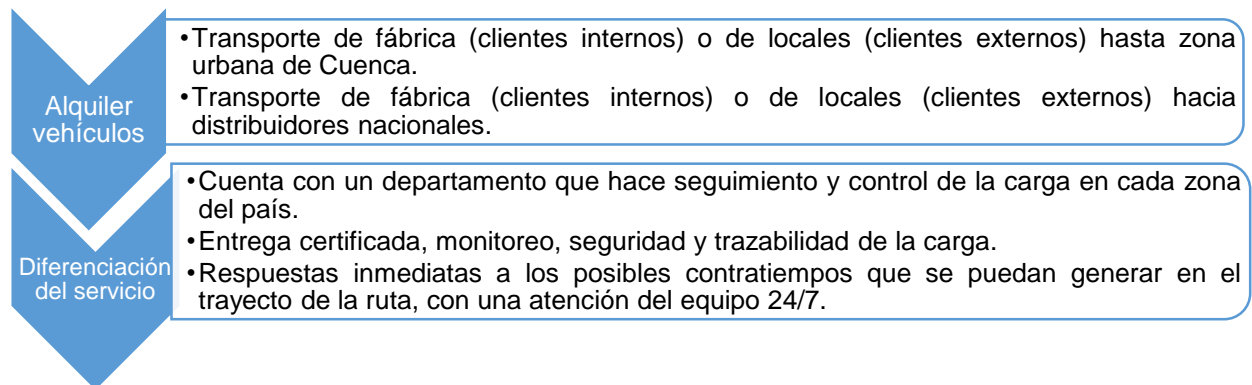 Alquiler
vehículos
•Transporte de fábrica (clientes internos) o de locales (clientes externos) hasta zona
urbana de Cuenca.
•Transporte de fábrica (clientes internos) o de locales (clientes externos) hacia
distribuidores nacionales.
Diferenciación
del servicio
•Cuenta con un departamento que hace seguimiento y control de la carga en cada zona
del país.
•Entrega certificada, monitoreo, seguridad y trazabilidad de la carga.
•Respuestas inmediatas a los posibles contratiempos que se puedan generar en el
trayecto de la ruta, con una atención del equipo 24/7.